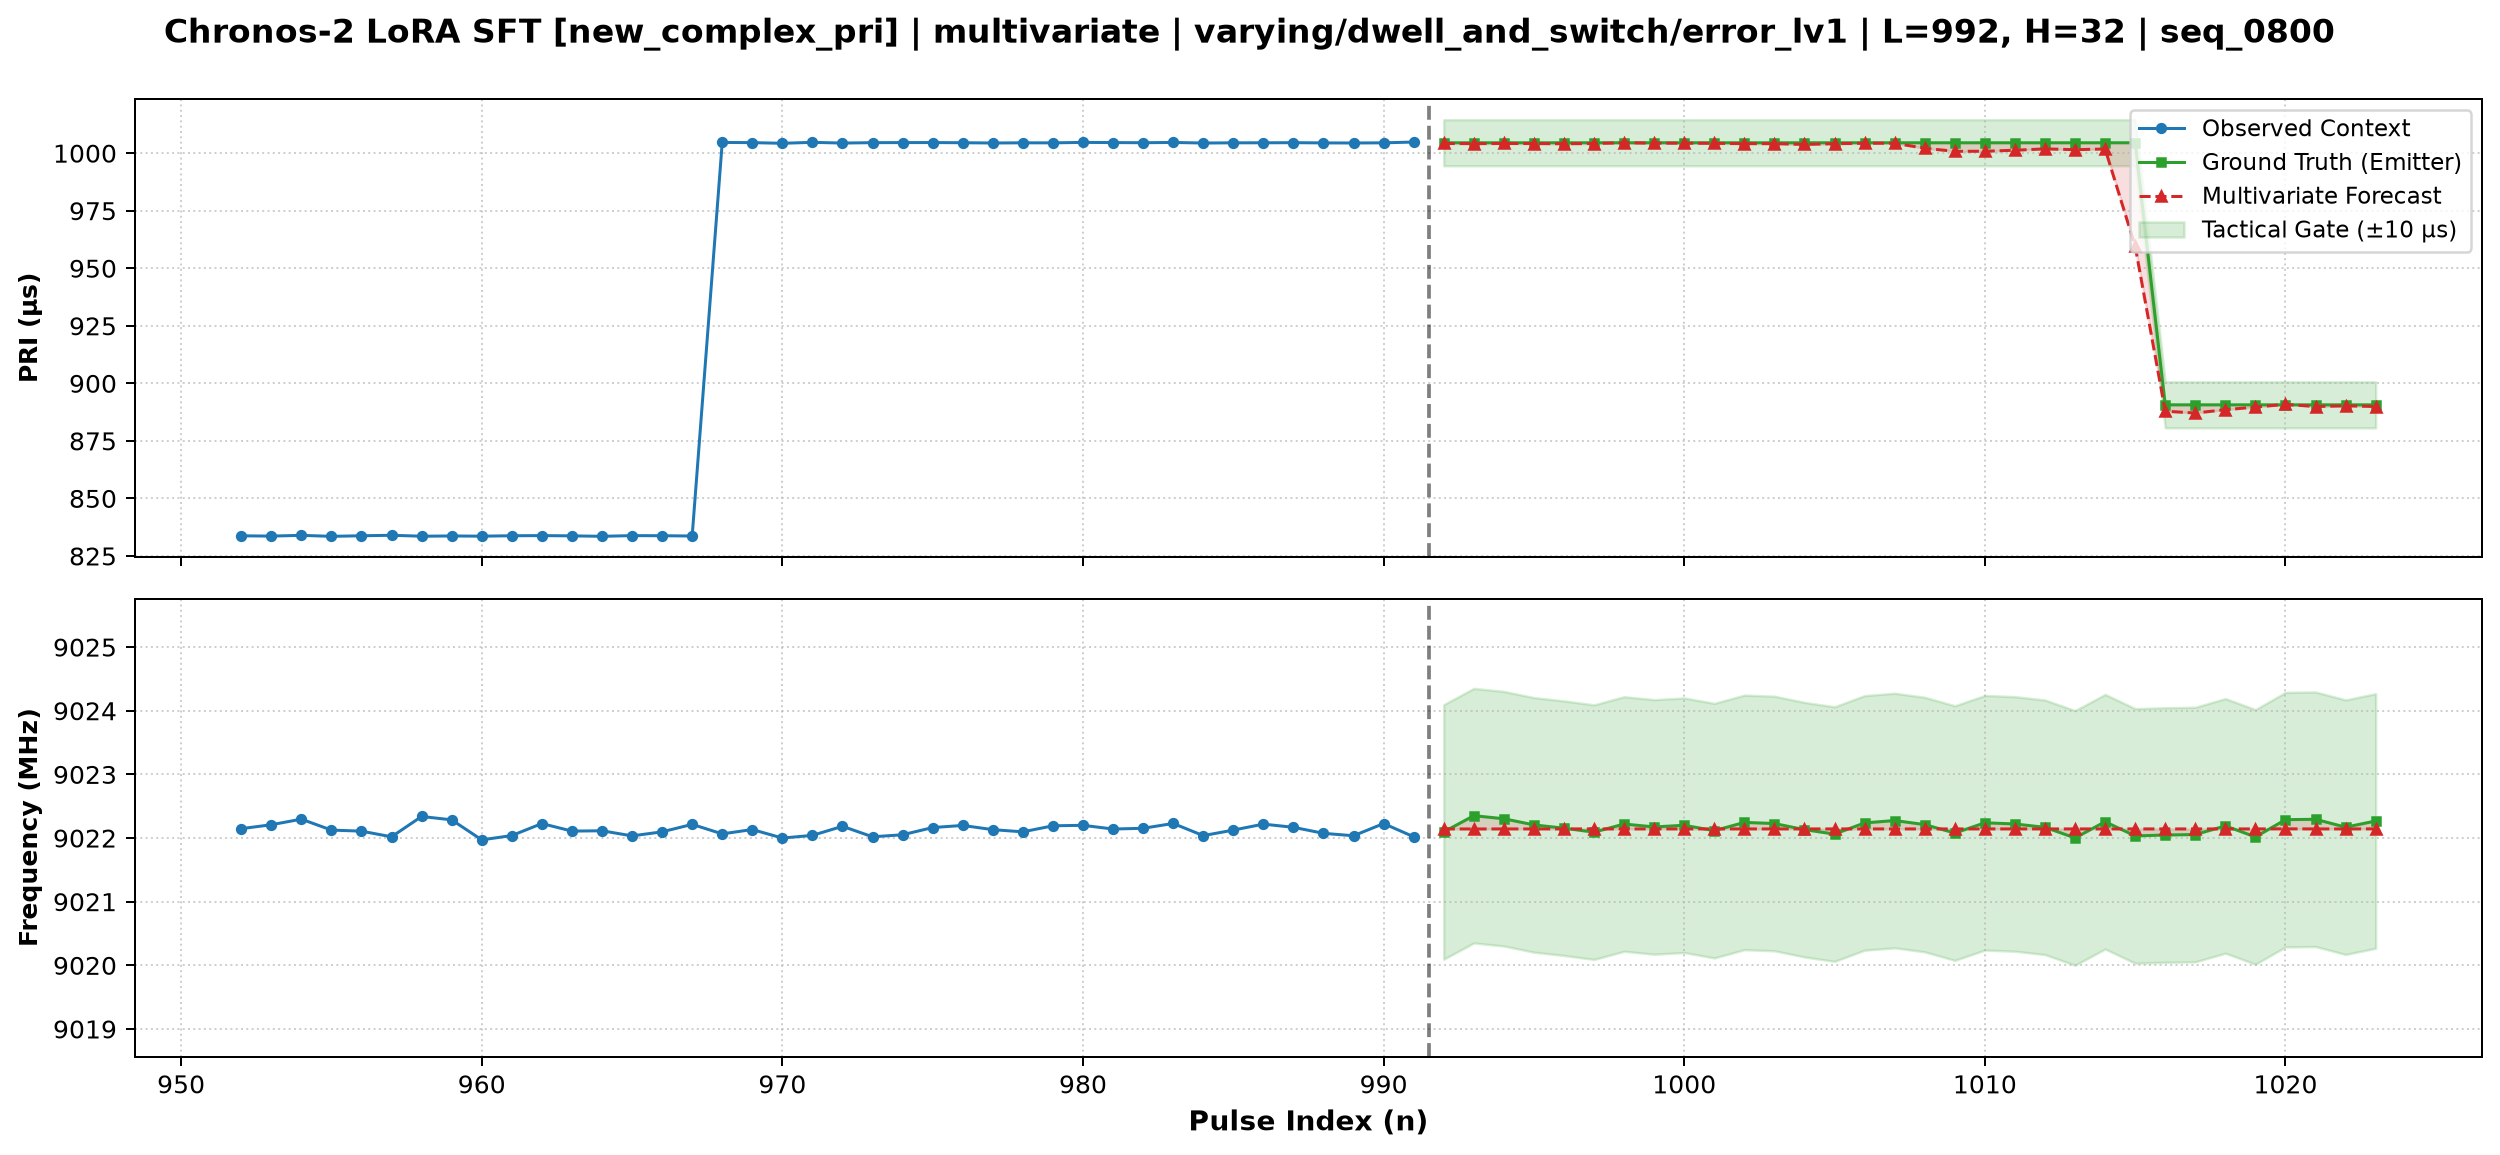 Chronos-2 LoRA SFT [new_complex_pri] | multivariate | varying/dwell_and_switch/error_lv1 | L=992, H=32 | seq_0800
PRI (µs)
1000
975
950
925
900
875
850
825
Observed Context
Ground Truth (Emitter)
Multivariate Forecast
Tactical Gate (±10 µs)
Frequency (MHz)
9025
9024
9023
9022
9021
9020
9019
950 960 970 980 990 1000 1010 1020
Pulse Index (n)